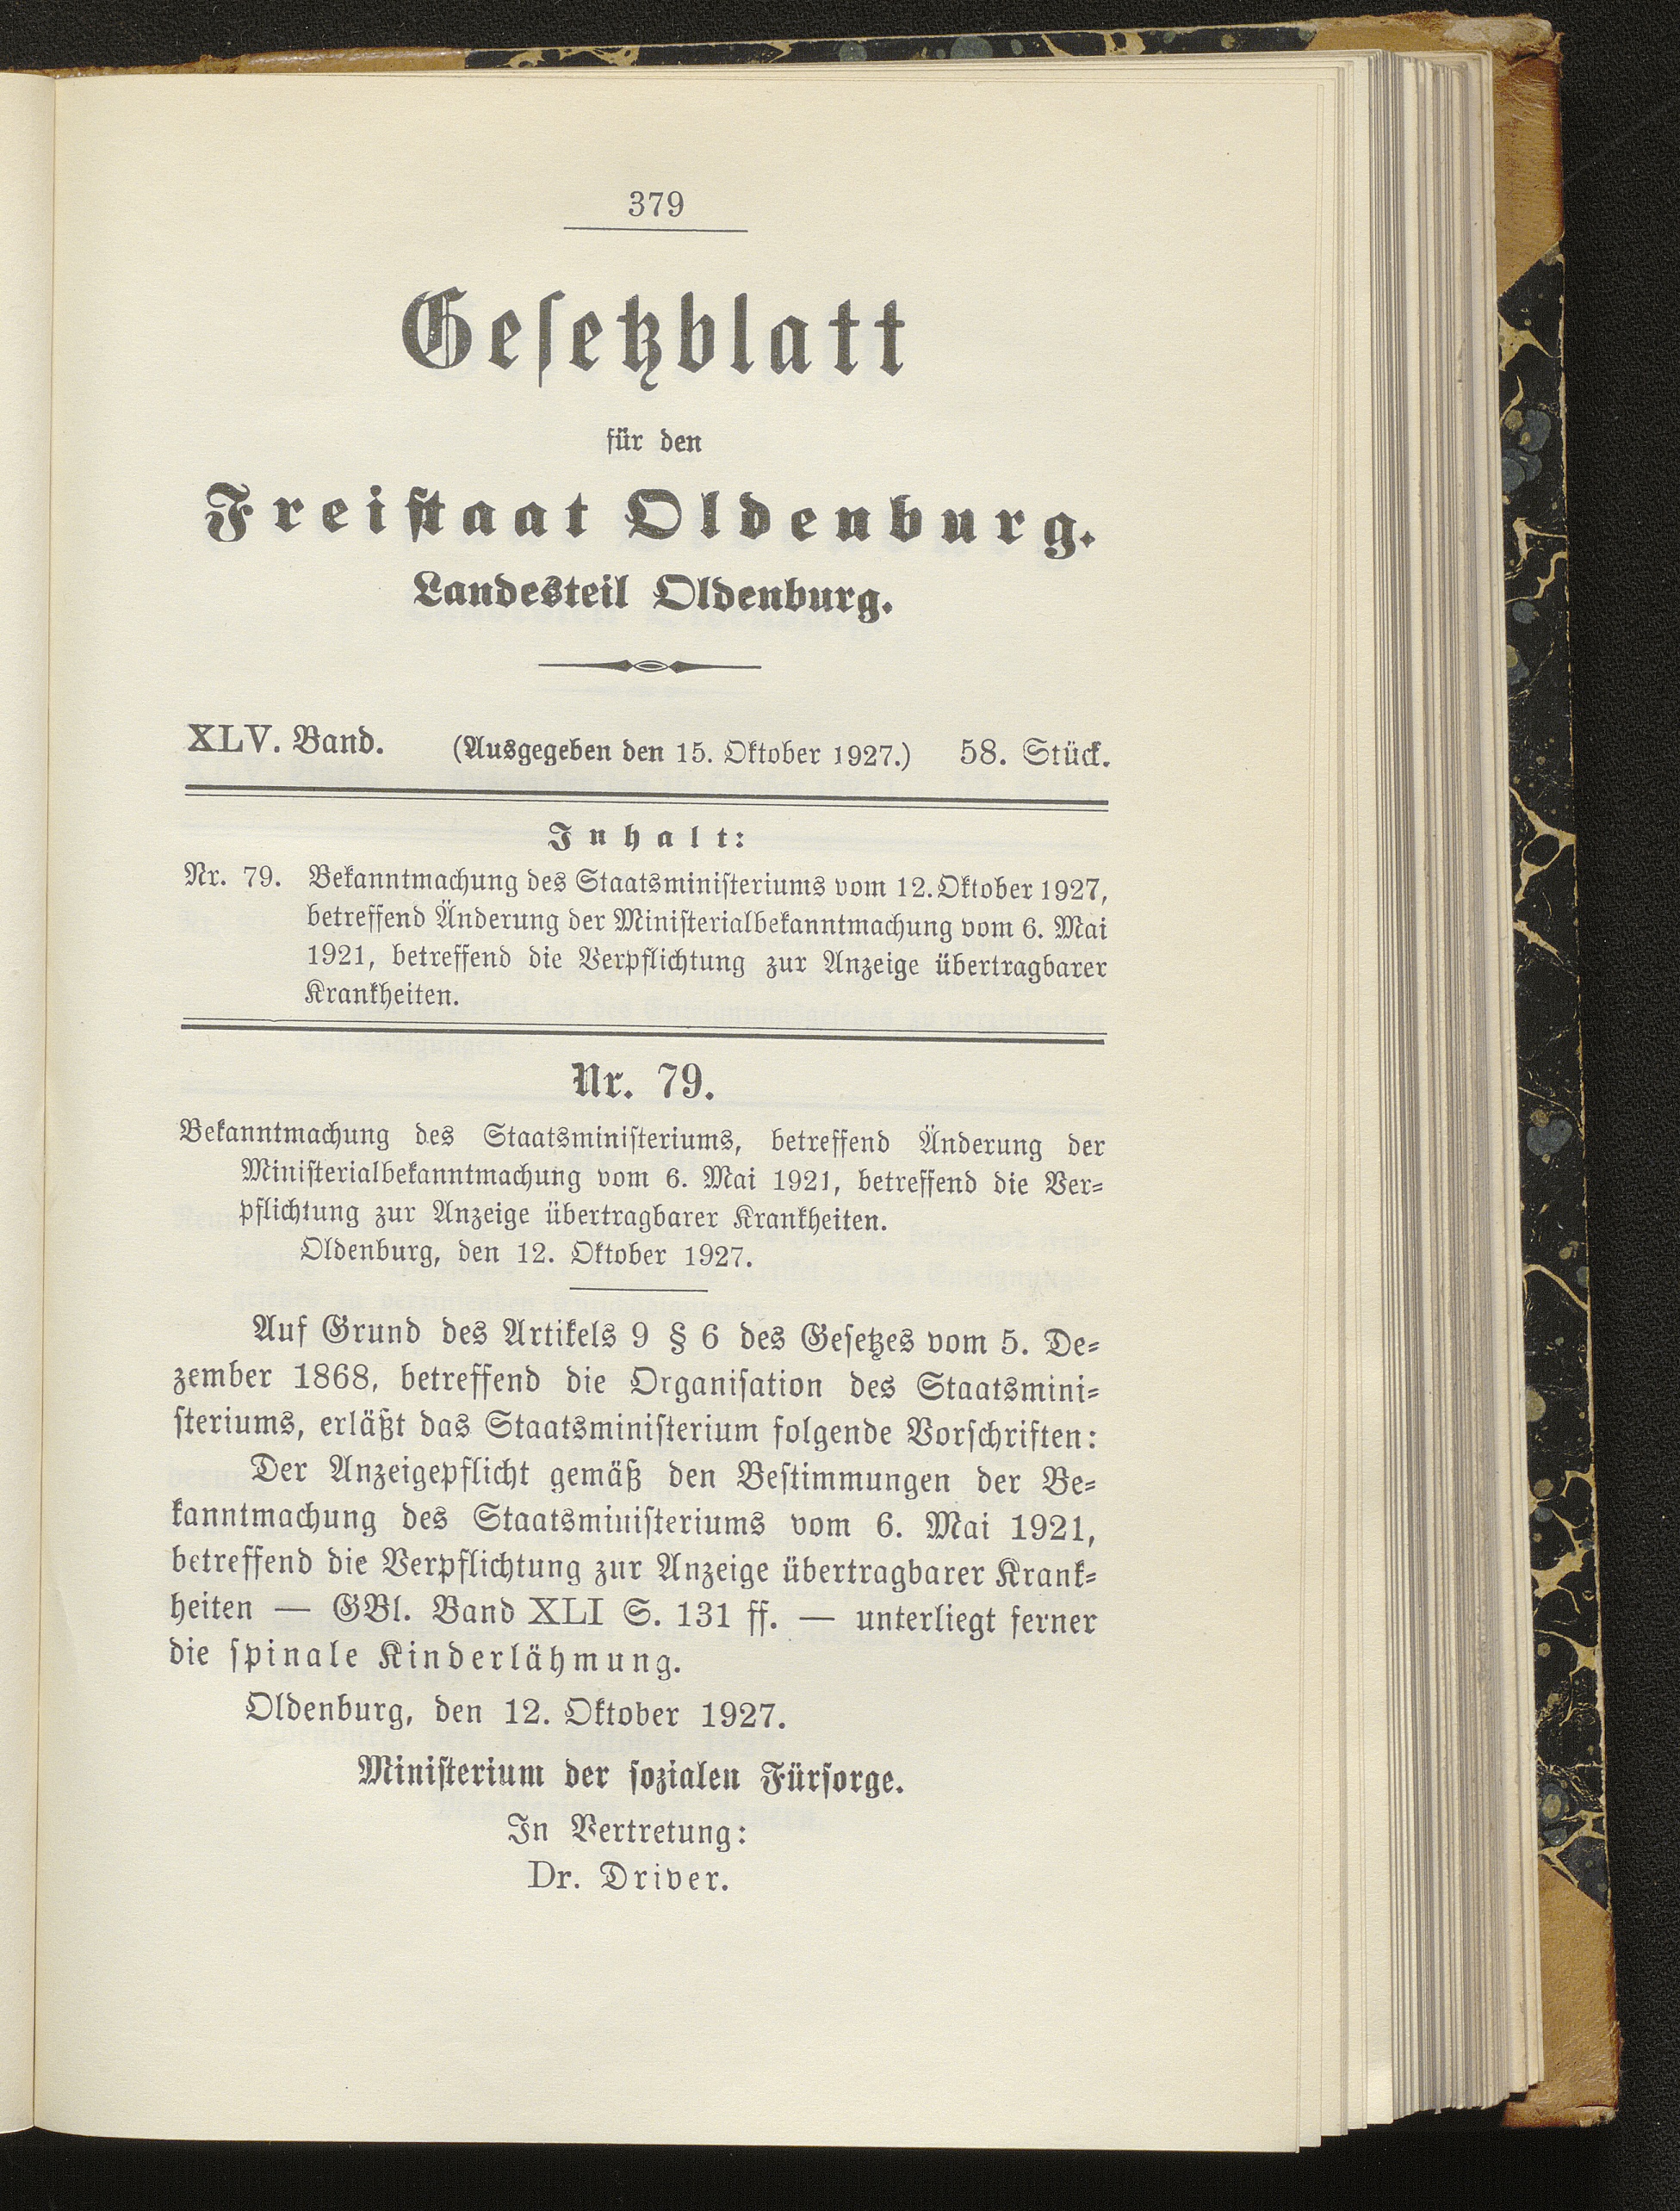 379
Gesetzblatt
für den
Freistaat Oldenburg.
Landesteil Oldenburg.
XLV. Band. (Ausgegeben den 15. Oktober 1927.) 58. Stück.
Inhalt:
Nr. 79. Bekanntmachung des Staatsministeriums vom 12. Oktober 1927,
betreffend Änderung der Ministerialbekanntmachung vom 6. Mai
1921, betreffend die Verpflichtung zur Anzeige übertragbarer
Krankheiten.
Nr. 79.
Bekanntmachung des Staatsministeriums, betreffend Änderung der
Ministerialbekanntmachung vom 6. Mai 1921, betreffend die Ver-
pflichtung zur Anzeige übertragbarer Krankheiten.
Oldenburg, den 12. Oktober 1927.
Auf Grund des Artikels 9 § 6 des Gesetzes vom 5. De-
zember 1868, betreffend die Organisation des Staatsmini-
steriums, erläßt das Staatsministerium folgende Vorschriften:
Der Anzeigepflicht gemäß den Bestimmungen der Be-
kanntmachung des Staatsministeriums vom 6. Mai 1921,
betreffend die Verpflichtung zur Anzeige übertragbarer Krank-
heiten — GBl. Band XLI S. 131 ff. — unterliegt ferner
die spinale Kinderlähmung.
Oldenburg, den 12. Oktober 1927.
Ministerium der sozialen Fürsorge.
In Vertretung:
Dr. Driver.